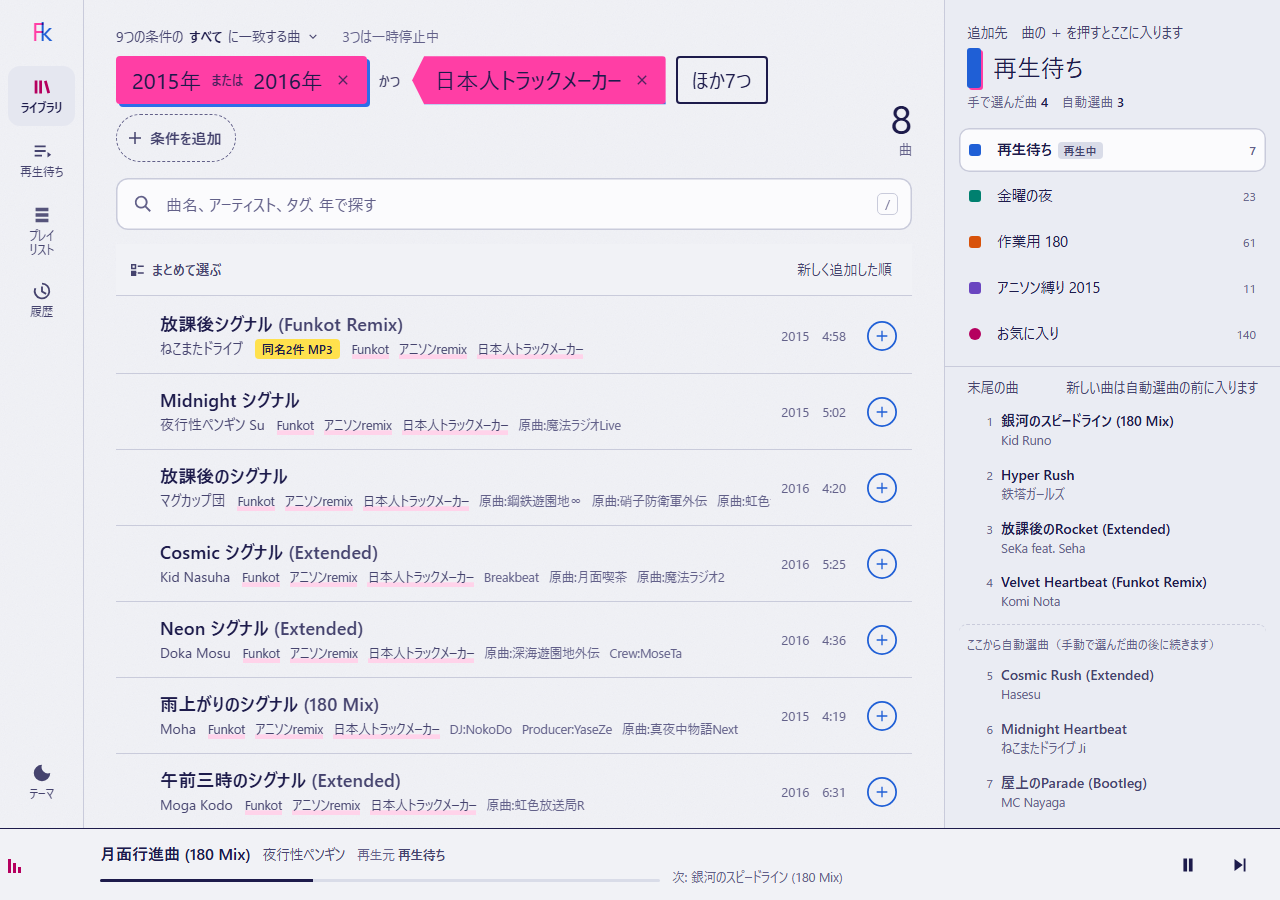 Fk
ライブラリ
再生待ち
プレイ
リスト
履歴
テーマ
9つの条件の すべて に一致する曲
3つは一時停止中
2015年 または 2016年 ×
かつ
日本人トラックメーカー ×
ほか7つ
+ 条件を追加
8
曲
曲名、アーティスト、タグ、年で探す
/
まとめて選ぶ
新しく追加した順
放課後シグナル (Funkot Remix)
ねこまたドライブ 同名2件 MP3 Funkot アニソンremix 日本人トラックメーカー
2015 4:58
Midnight シグナル
夜行性ペンギン Su Funkot アニソンremix 日本人トラックメーカー 原曲:魔法ラジオLive
2015 5:02
放課後のシグナル
マグカップ団 Funkot アニソンremix 日本人トラックメーカー 原曲:鋼鉄遊園地∞ 原曲:硝子防衛軍外伝 原曲:虹色
2016 4:20
Cosmic シグナル (Extended)
Kid Nasuha Funkot アニソンremix 日本人トラックメーカー Breakbeat 原曲:月面喫茶 原曲:魔法ラジオ2
2016 5:25
Neon シグナル (Extended)
Doka Mosu Funkot アニソンremix 日本人トラックメーカー 原曲:深海遊園地外伝 Crew:MoseTa
2016 4:36
雨上がりのシグナル (180 Mix)
Moha Funkot アニソンremix 日本人トラックメーカー DJ:NokoDo Producer:YaseZe 原曲:真夜中物語Next
2015 4:19
午前三時のシグナル (Extended)
Moga Kodo Funkot アニソンremix 日本人トラックメーカー 原曲:虹色放送局R
2016 6:31
追加先 曲の + を押すとここに入ります
再生待ち
手で選んだ曲 4 自動選曲 3
再生待ち 再生中 7
金曜の夜 23
作業用 180 61
アニソン縛り 2015 11
お気に入り 140
末尾の曲 新しい曲は自動選曲の前に入ります
1 銀河のスピードライン (180 Mix)
Kid Runo
2 Hyper Rush
鉄塔ガールズ
3 放課後のRocket (Extended)
SeKa feat. Seha
4 Velvet Heartbeat (Funkot Remix)
Komi Nota
ここから自動選曲（手動で選んだ曲の後に続きます）
5 Cosmic Rush (Extended)
Hasesu
6 Midnight Heartbeat
ねこまたドライブ Ji
7 屋上のParade (Bootleg)
MC Nayaga
月面行進曲 (180 Mix) 夜行性ペンギン 再生元 再生待ち
次: 銀河のスピードライン (180 Mix)